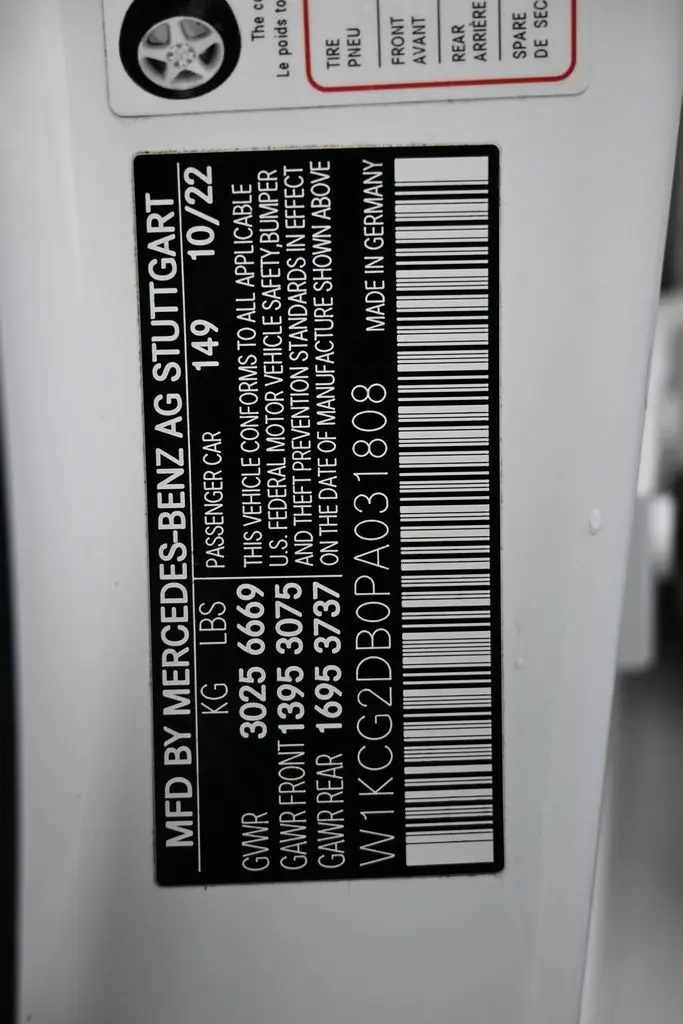 The
Le poids to
TIRE
PNEU
FRONT
AVANT
REAR
ARRIÈRE
SPARE
DE
MFD BY MERCEDES-BENZ AG STUTTGART
KG LBS PASSENGER CAR 149 10/22
GVWR 3025 6669 THIS VEHICLE CONFORMS TO ALL APPLICABLE
U.S. FEDERAL MOTOR VEHICLE SAFETY,BUMPER
GAWR FRONT 1395 3075 AND THEFT PREVENTION STANDARDS IN EFFECT
GAWR REAR 1695 3737 ON THE DATE OF MANUFACTURE SHOWN ABOVE
W1KCG2DB0PA031808 MADE IN GERMANY